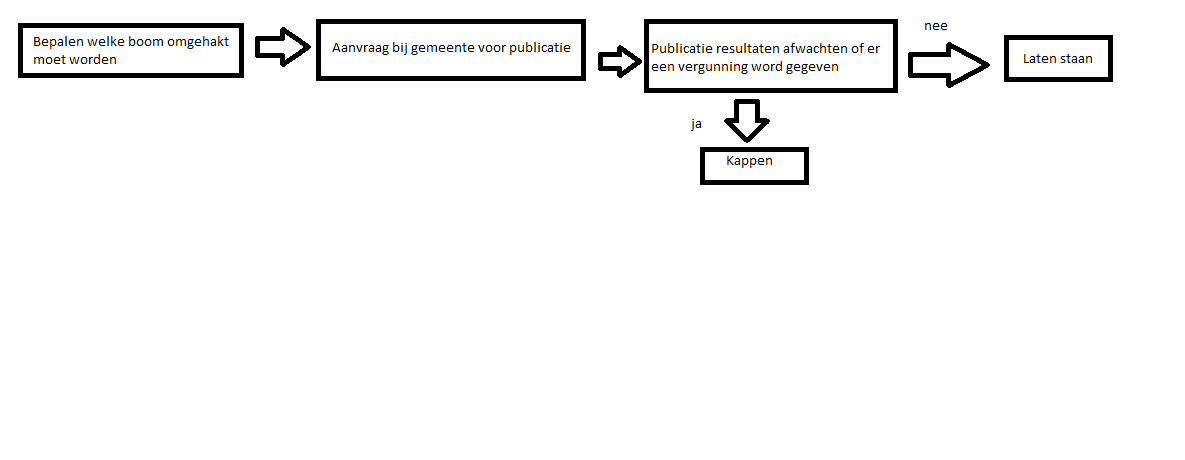 Bepalen welke boom omgehakt
moet worden
Aanvraag bij gemeente voor publicatie
Publicatie resultaten afwachten of er
een vergunning word gegeven
nee
Laten staan
ja
Kappen